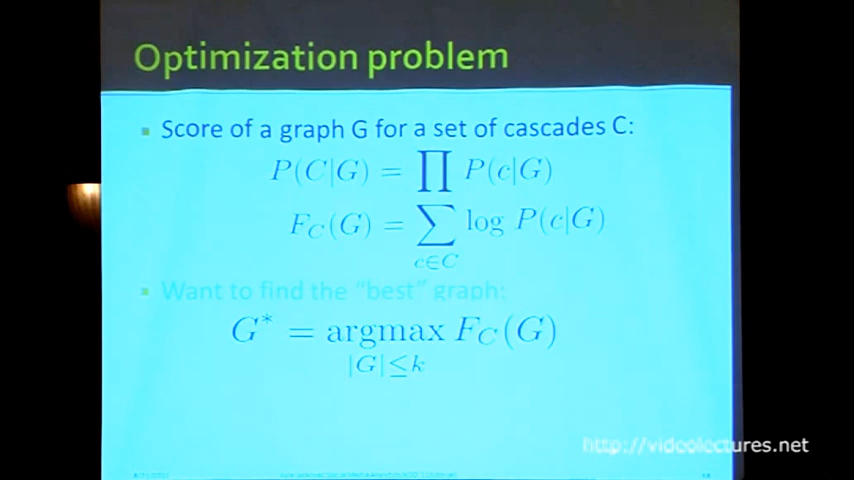 Optimization problem
Score of a graph G for a set of cascades C:
P(C|G) = ∏ P(c|G)
F_C(G) = ∑ log P(c|G)
c∈C
Want to find the “best” graph:
G* = argmax F_C(G)
|G|≤k
http://videolectures.net